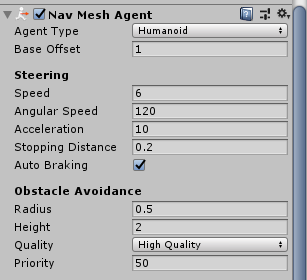 Nav Mesh Agent
Agent Type Humanoid
Base Offset 1
Steering
Speed 6
Angular Speed 120
Acceleration 10
Stopping Distance 0.2
Auto Braking
Obstacle Avoidance
Radius 0.5
Height 2
Quality High Quality
Priority 50